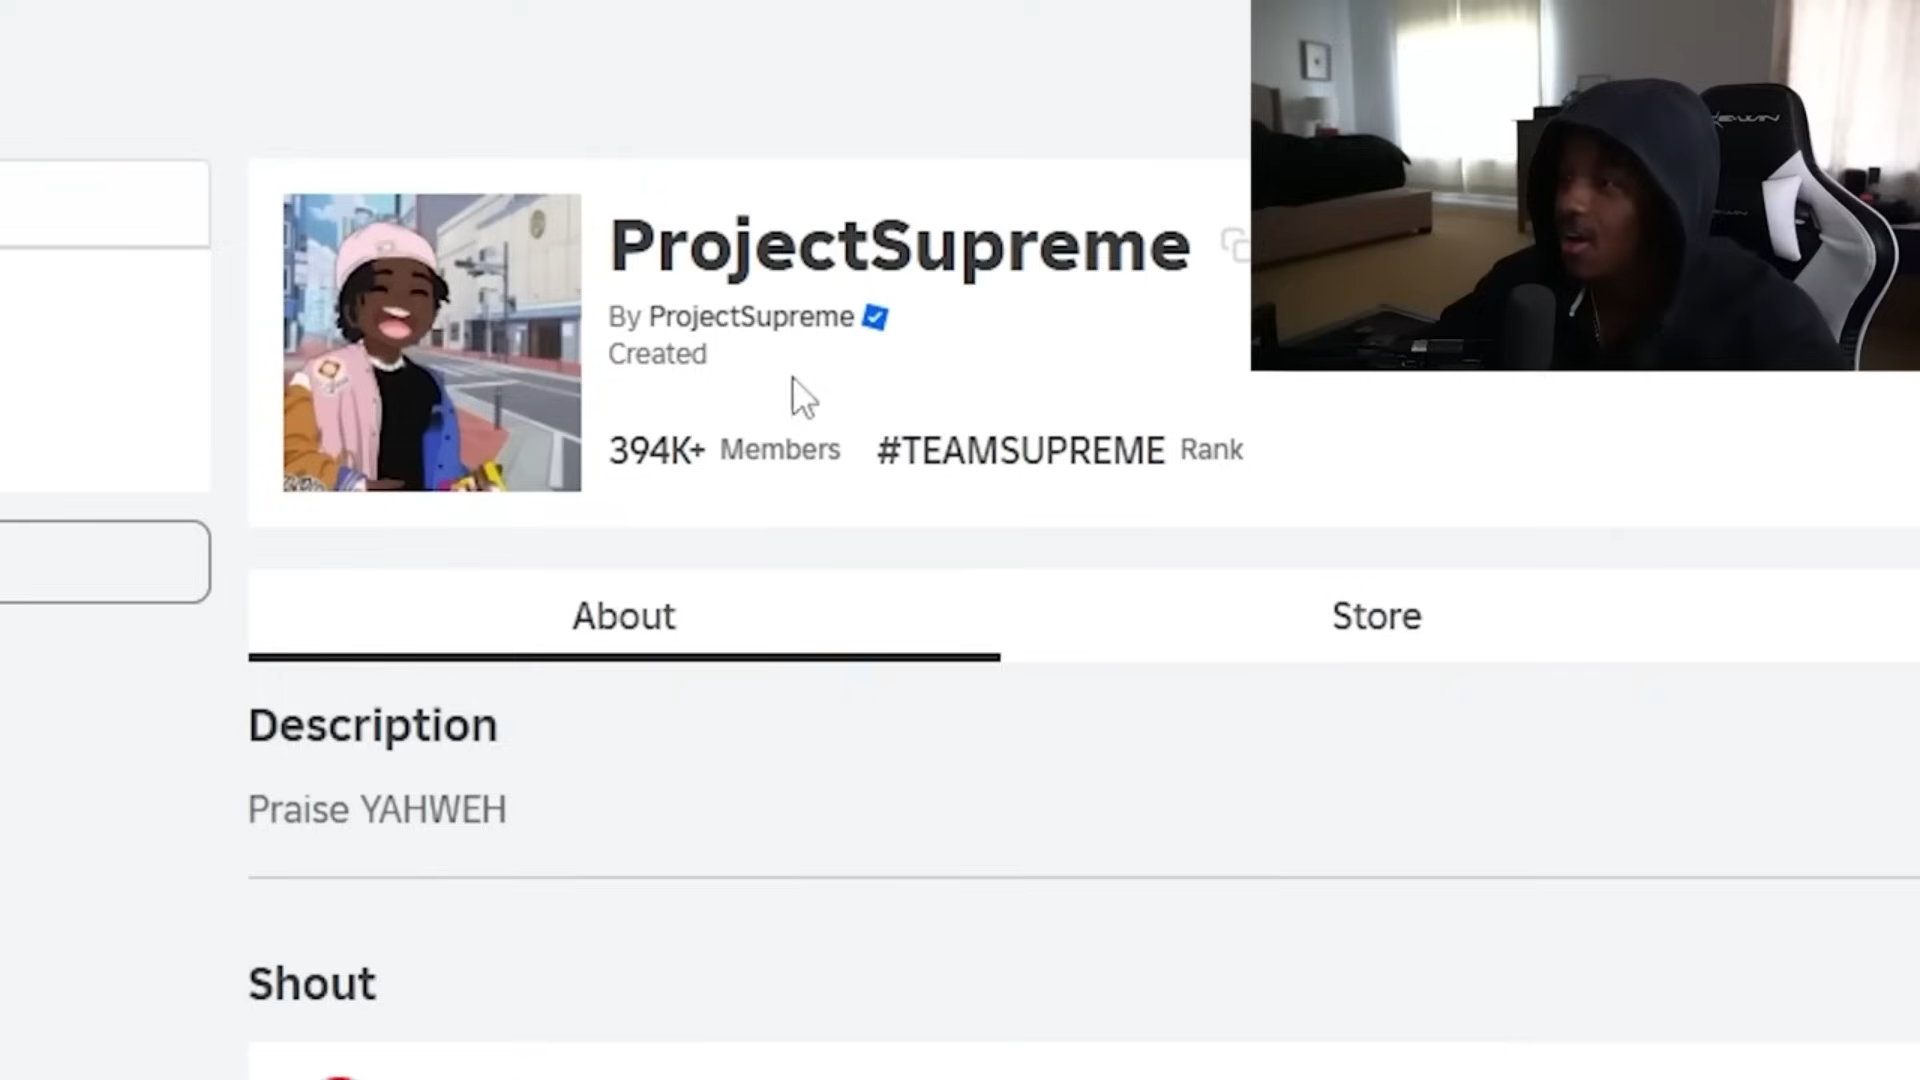 ProjectSupreme
By ProjectSupreme
Created
394K+ Members #TEAMSUPREME Rank
About Store
Description
Praise YAHWEH
Shout